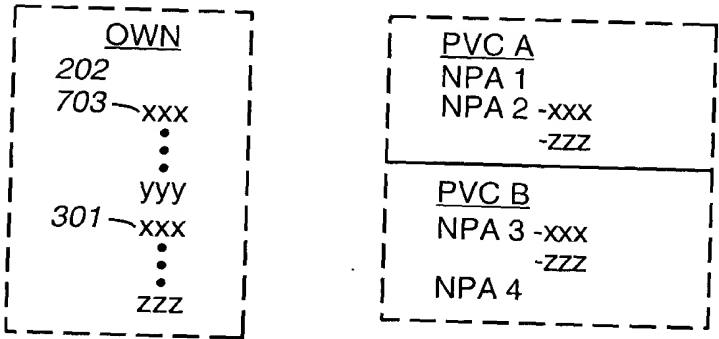 OWN
202
703 xxx
yyy
301 xxx
zzz
PVC A
NPA 1
NPA 2 -xxx
-zzz
PVC B
NPA 3 -xxx
-zzz
NPA 4